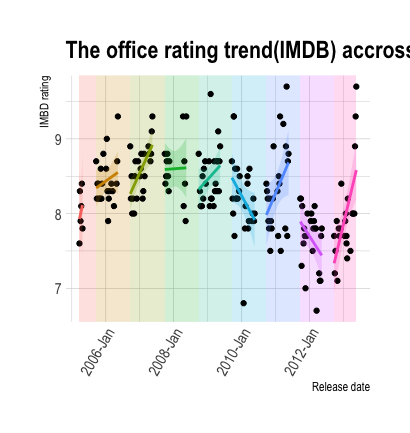 The office rating trend(IMDB) accross
IMBD rating
9
8
7
2006-Jan
2008-Jan
2010-Jan
2012-Jan
Release date